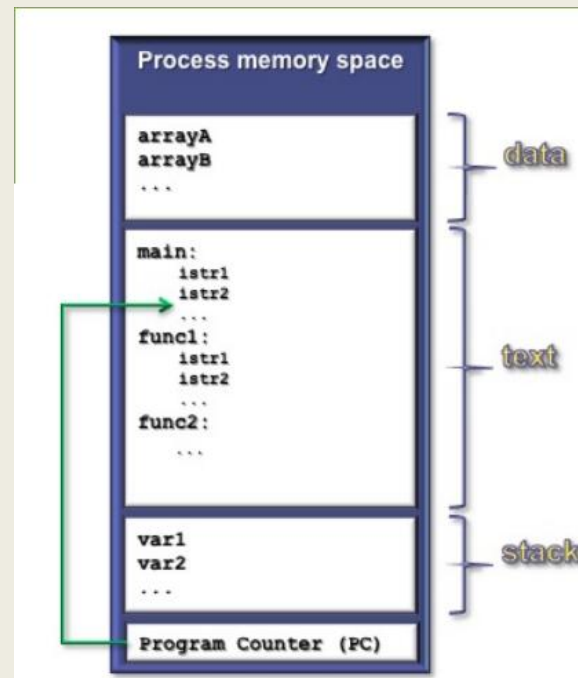 Process memory space
arrayA
arrayB
...
data
main:
istr1
istr2
...
func1:
istr1
istr2
...
func2:
...
text
var1
var2
...
stack
Program Counter (PC)